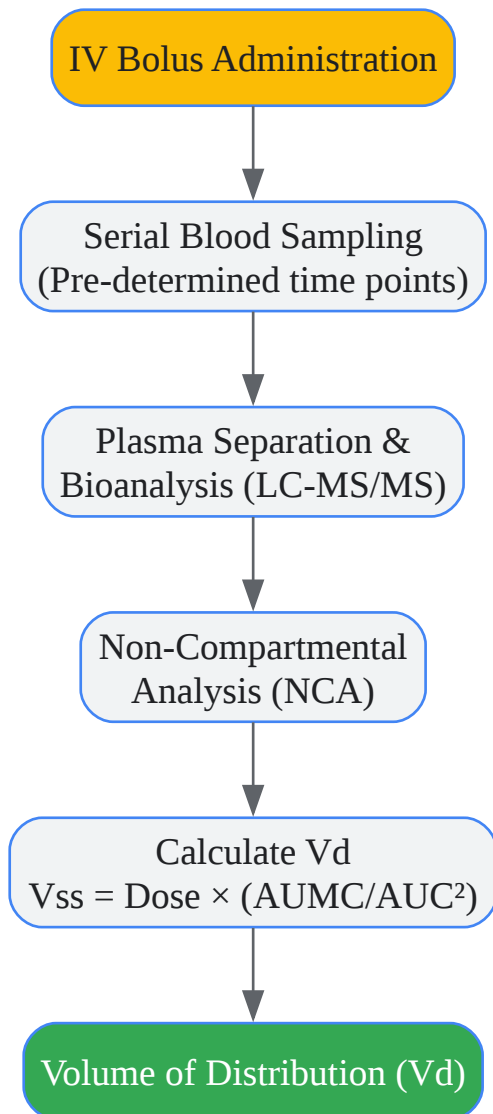 IV Bolus Administration
Serial Blood Sampling
(Pre-determined time points)
Plasma Separation &
Bioanalysis (LC-MS/MS)
Non-Compartmental
Analysis (NCA)
Calculate Vd
Vss = Dose × (AUMC/AUC²)
Volume of Distribution (Vd)